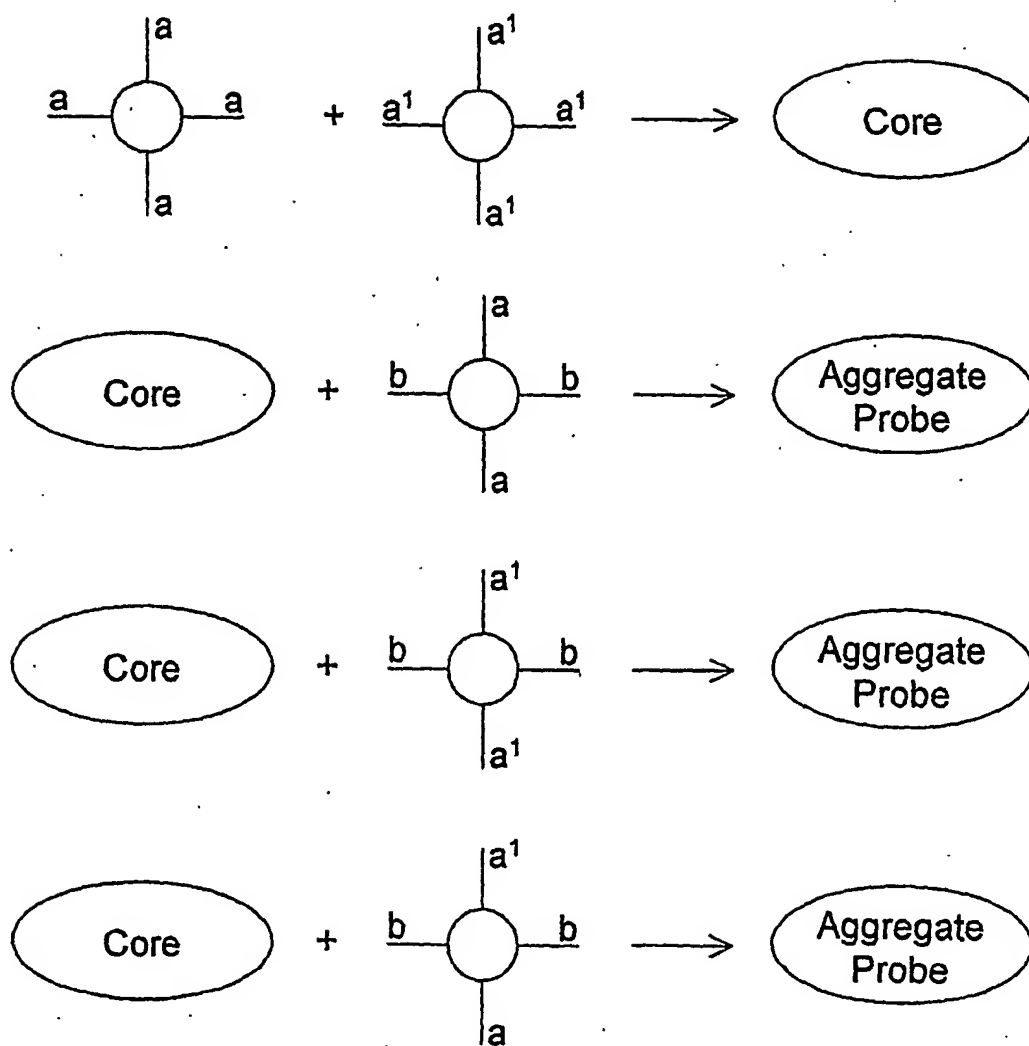 a
a a + a¹ a¹ → Core
a
a¹
a¹
Core + b b → Aggregate Probe
a
a
Core + b b → Aggregate Probe
a¹
a¹
Core + b b → Aggregate Probe
a¹
a